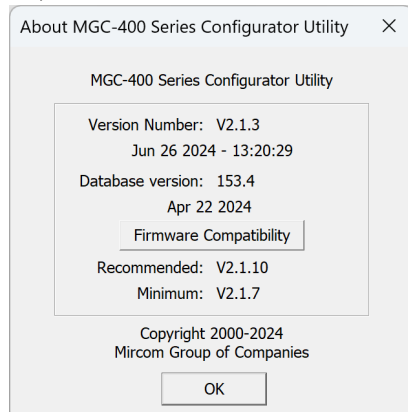 About MGC-400 Series Configurator Utility
MGC-400 Series Configurator Utility
Version Number: V2.1.3
Jun 26 2024 - 13:20:29
Database version: 153.4
Apr 22 2024
Firmware Compatibility
Recommended: V2.1.10
Minimum: V2.1.7
Copyright 2000-2024
Mircom Group of Companies
OK